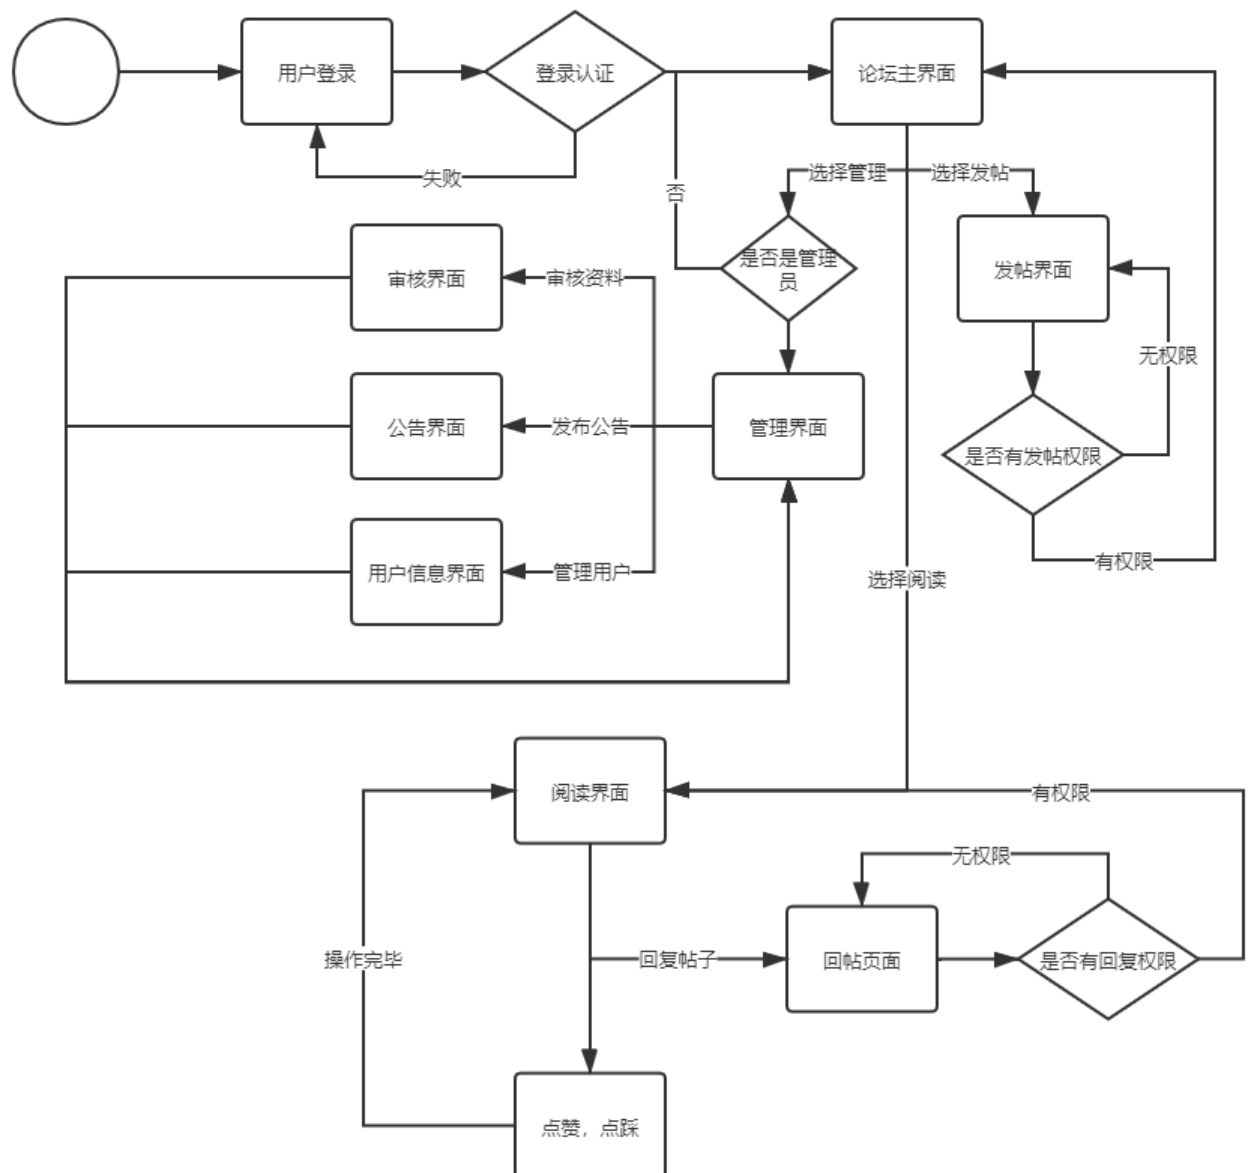 用户登录
登录认证
论坛主界面
失败
否
选择管理
选择发帖
是否是管理
员
发帖界面
审核界面
审核资料
无权限
公告界面
发布公告
管理界面
是否有发帖权限
有权限
用户信息界面
管理用户
选择阅读
阅读界面
有权限
无权限
操作完毕
回复帖子
回帖页面
是否有回复权限
点赞，点踩